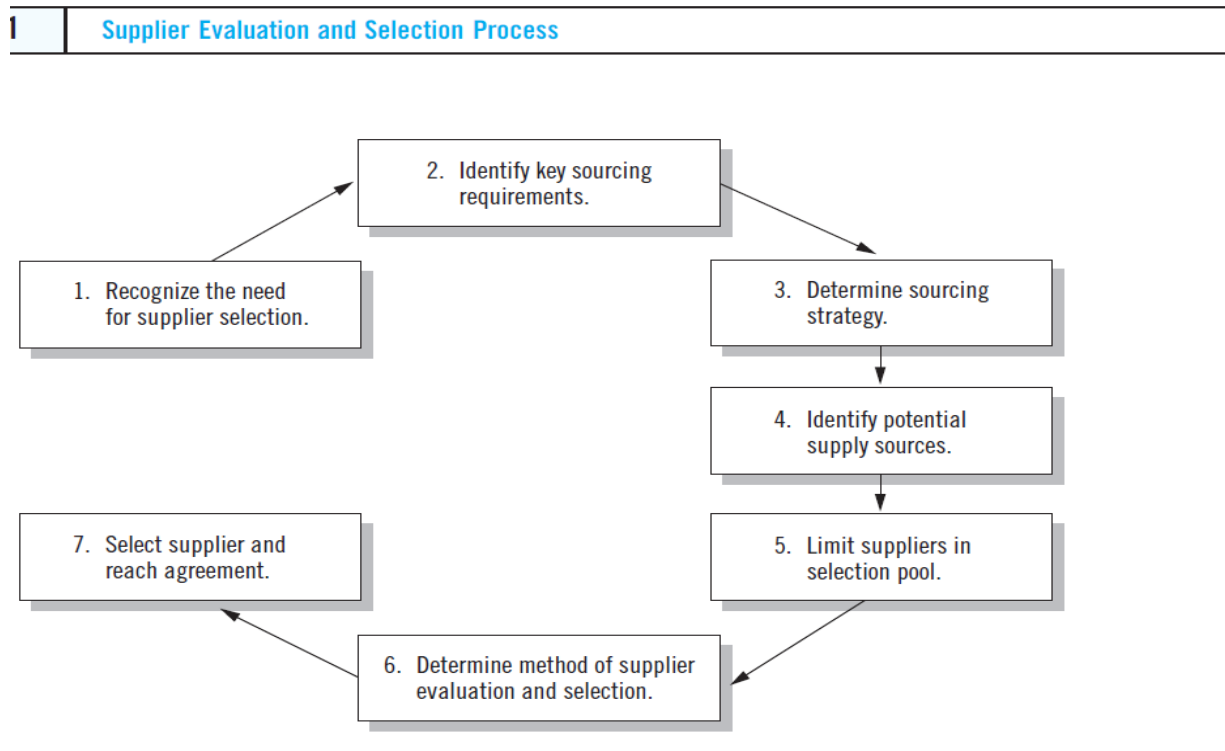 1
Supplier Evaluation and Selection Process
2. Identify key sourcing
requirements.
1. Recognize the need
for supplier selection.
3. Determine sourcing
strategy.
4. Identify potential
supply sources.
7. Select supplier and
reach agreement.
5. Limit suppliers in
selection pool.
6. Determine method of supplier
evaluation and selection.